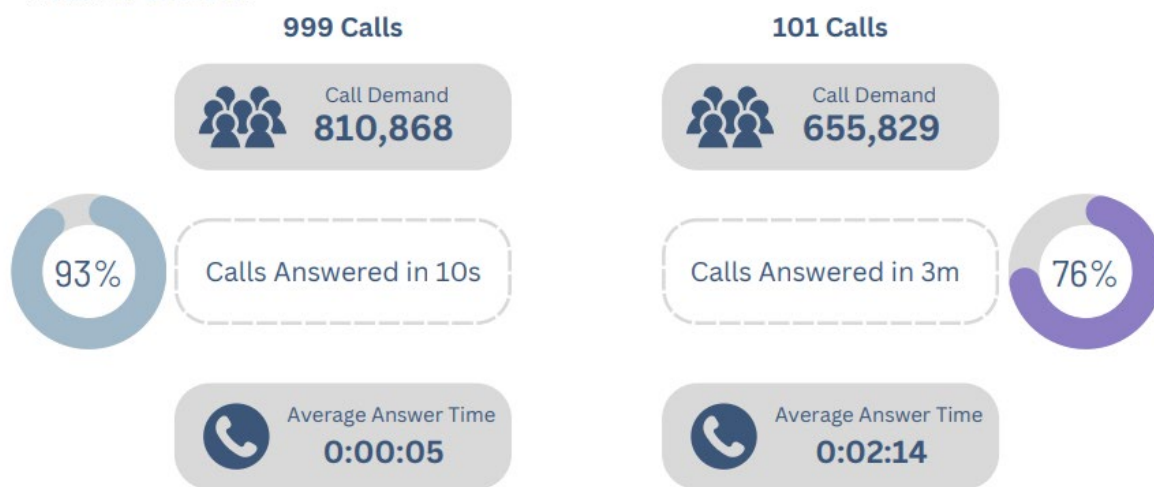 999 Calls
Call Demand
810,868
93%
Calls Answered in 10s
Average Answer Time
0:00:05
101 Calls
Call Demand
655,829
Calls Answered in 3m
76%
Average Answer Time
0:02:14